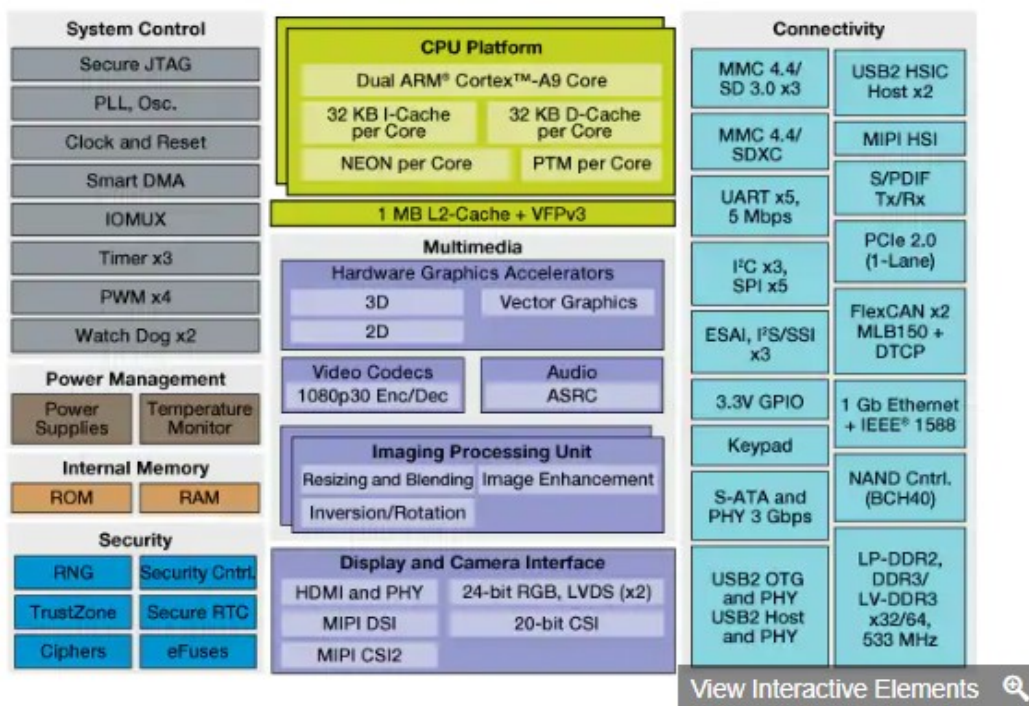 System Control
Secure JTAG
PLL, Osc.
Clock and Reset
Smart DMA
IOMUX
Timer x3
PWM x4
Watch Dog x2
Power Management
Power
Supplies
Temperature
Monitor
Internal Memory
ROM
RAM
Security
RNG
Security Cntrl.
TrustZone
Secure RTC
Ciphers
eFuses
CPU Platform
Dual ARM® Cortex™-A9 Core
32 KB I-Cache
per Core
32 KB D-Cache
per Core
NEON per Core
PTM per Core
1 MB L2-Cache + VFPv3
Multimedia
Hardware Graphics Accelerators
3D
Vector Graphics
2D
Video Codecs
1080p30 Enc/Dec
Audio
ASRC
Imaging Processing Unit
Resizing and Blending
Image Enhancement
Inversion/Rotation
Display and Camera Interface
HDMI and PHY
24-bit RGB, LVDS (x2)
MIPI DSI
20-bit CSI
MIPI CSI2
Connectivity
MMC 4.4/
SD 3.0 x3
MMC 4.4/
SDXC
UART x5,
5 Mbps
I²C x3,
SPI x5
ESAI, I²S/SSI
x3
3.3V GPIO
Keypad
S-ATA and
PHY 3 Gbps
USB2 OTG
and PHY
USB2 Host
and PHY
USB2 HSIC
Host x2
MIPI HSI
S/PDIF
Tx/Rx
PCIe 2.0
(1-Lane)
FlexCAN x2
MLB150 +
DTCP
1 Gb Ethernet
+ IEEE® 1588
NAND Cntrl.
(BCH40)
LP-DDR2,
DDR3/
LV-DDR3
x32/64,
533 MHz
View Interactive Elements